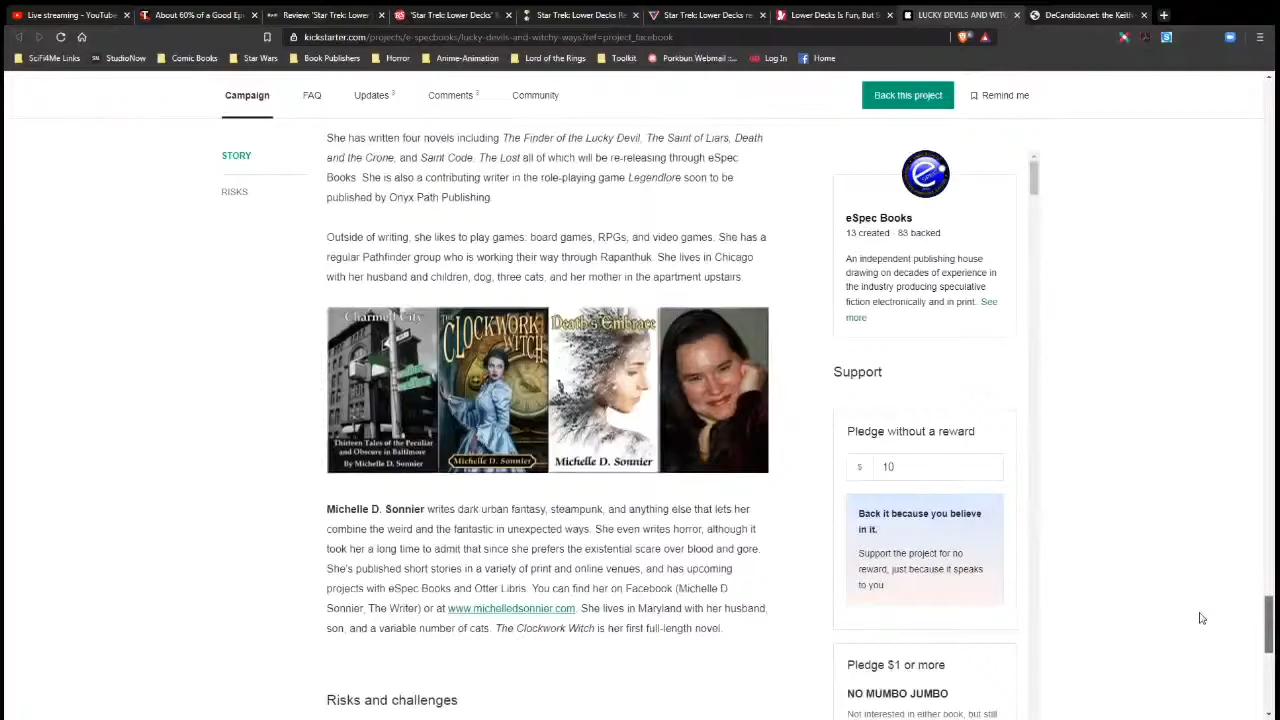 Live streaming - YouTube
About 60% of a Good Ep
Review: 'Star Trek: Lower
'Star Trek: Lower Decks'
Star Trek: Lower Decks Re
Star Trek: Lower Decks re
Lower Decks Is Fun, But S
LUCKY DEVILS AND WIT
DeCandido.net: the Keith
kickstarter.com/projects/e-specbooks/lucky-devils-and-witchy-ways?ref=project_facebook
SciFi4Me Links
StudioNow
Comic Books
Star Wars
Book Publishers
Horror
Anime-Animation
Lord of the Rings
Toolkit
Porkbun Webmail ::...
Log In
Home
Campaign
FAQ
Updates 3
Comments 3
Community
Back this project
Remind me
STORY
RISKS
She has written four novels including The Finder of the Lucky Devil, The Saint of Liars, Death
and the Crone, and Saint Code, The Lost all of which will be re-releasing through eSpec
Books. She is also a contributing writer in the role-playing game Legendlore soon to be
published by Onyx Path Publishing.
Outside of writing, she likes to play games: board games, RPGs, and video games. She has a
regular Pathfinder group who is working their way through Rapanthuk. She lives in Chicago
with her husband and children, dog, three cats, and her mother in the apartment upstairs.
Charmed City
Thirteen Tales of the Peculiar
and Obscure in Baltimore
By Michelle D. Sonnier
THE
CLOCKWORK
WITCH
Michelle D. Sonnier
Death's Embrace
Michelle D. Sonnier
Michelle D. Sonnier writes dark urban fantasy, steampunk, and anything else that lets her
combine the weird and the fantastic in unexpected ways. She even writes horror, although it
took her a long time to admit that since she prefers the existential scare over blood and gore.
She's published short stories in a variety of print and online venues, and has upcoming
projects with eSpec Books and Otter Libris. You can find her on Facebook (Michelle D
Sonnier, The Writer) or at www.michelledsonnier.com. She lives in Maryland with her husband,
son, and a variable number of cats. The Clockwork Witch is her first full-length novel.
Risks and challenges
eSpec Books
13 created · 83 backed
An independent publishing house
drawing on decades of experience in
the industry producing speculative
fiction electronically and in print. See
more
Support
Pledge without a reward
$ 10
Back it because you believe
in it.
Support the project for no
reward, just because it speaks
to you
Pledge $1 or more
NO MUMBO JUMBO
Not interested in either book, but still